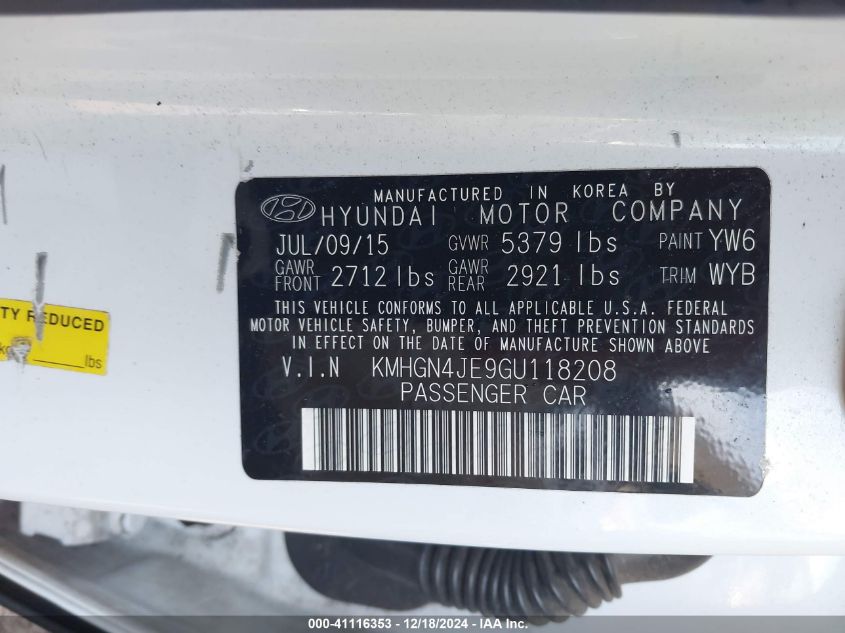 MANUFACTURED IN KOREA BY
HYUNDAI MOTOR COMPANY
JUL/09/15 GVWR 5379 lbs PAINT YW6
GAWR FRONT 2712 lbs GAWR REAR 2921 lbs TRIM WYB
THIS VEHICLE CONFORMS TO ALL APPLICABLE U.S.A. FEDERAL
MOTOR VEHICLE SAFETY, BUMPER, AND THEFT PREVENTION STANDARDS
IN EFFECT ON THE DATE OF MANUFACTURE SHOWN ABOVE
V.I.N KMHGN4JE9GU118208
PASSENGER CAR
REDUCED
lbs
000-41116353 = 12/18/2024 - IAA Inc.